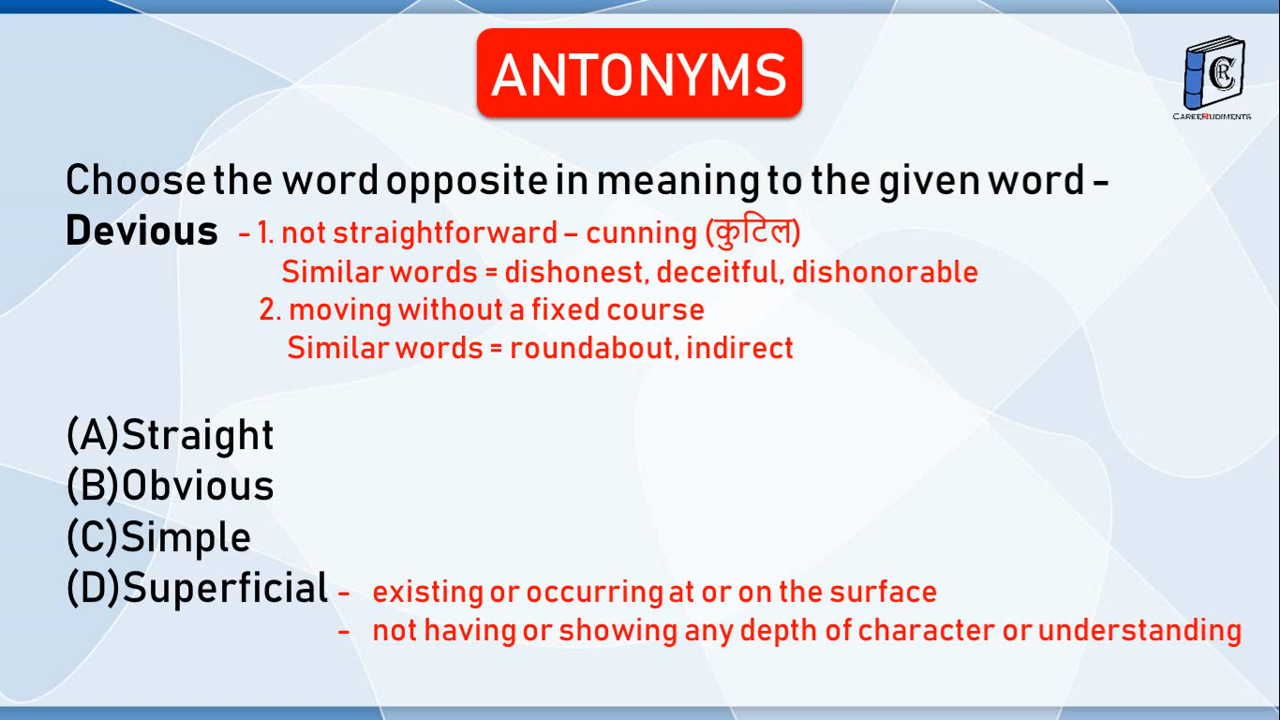 ANTONYMS
CR
CAREERUDIMENTS
Choose the word opposite in meaning to the given word -
Devious - 1. not straightforward – cunning (कुटिल)
Similar words = dishonest, deceitful, dishonorable
2. moving without a fixed course
Similar words = roundabout, indirect
(A)Straight
(B)Obvious
(C)Simple
(D)Superficial - existing or occurring at or on the surface
- not having or showing any depth of character or understanding